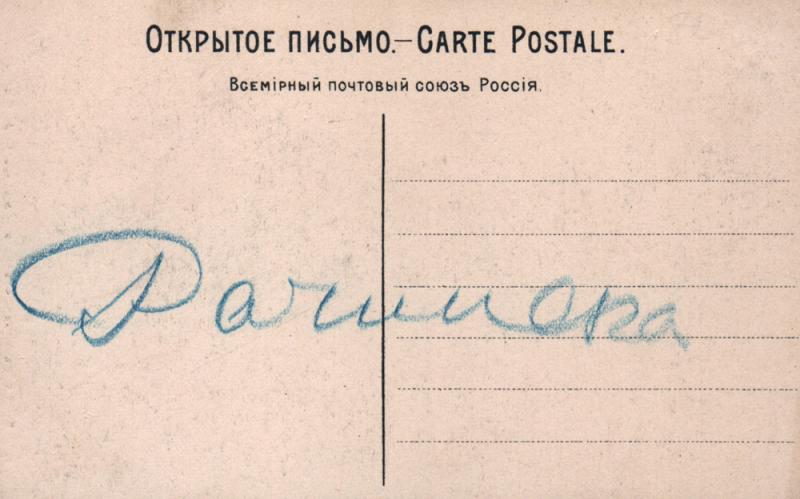 Открытое письмо.–Carte Postale.
Всемірный почтовый союзъ Россія.